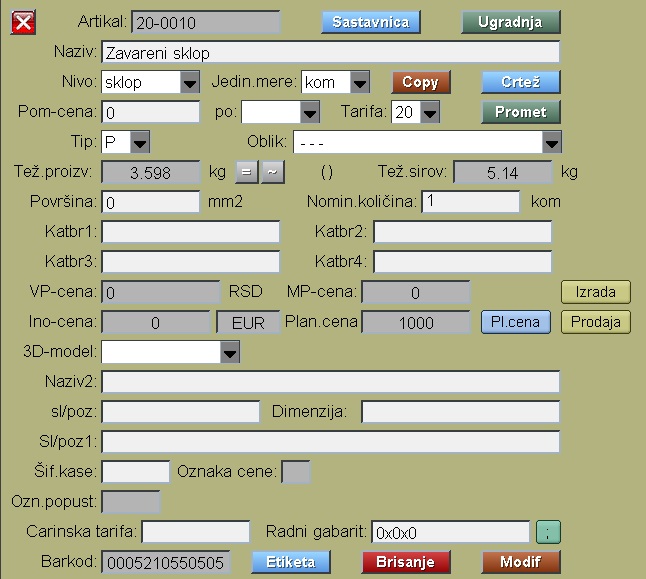 Artikal: 20-0010 Sastavnica Ugradnja
Naziv: Zavareni sklop
Nivo: sklop Jedin.mere: kom Copy Crtež
Pom-cena: 0 po: Tarifa: 20 Promet
Tip: P Oblik: - - -
Tež.proizv: 3.598 kg = ~ () Tež.sirov: 5.14 kg
Površina: 0 mm2 Nomin.količina: 1 kom
Katbr1: Katbr2:
Katbr3: Katbr4:
VP-cena: 0 RSD MP-cena: 0 Izrada
Ino-cena: 0 EUR Plan.cena 1000 Pl.cena Prodaja
3D-model:
Naziv2:
sl/poz: Dimenzija:
Sl/poz1:
Šif.kase: Oznaka cene:
Ozn.popust:
Carinska tarifa: Radni gabarit: 0x0x0 ;
Barkod: 0005210550505 Etiketa Brisanje Modif